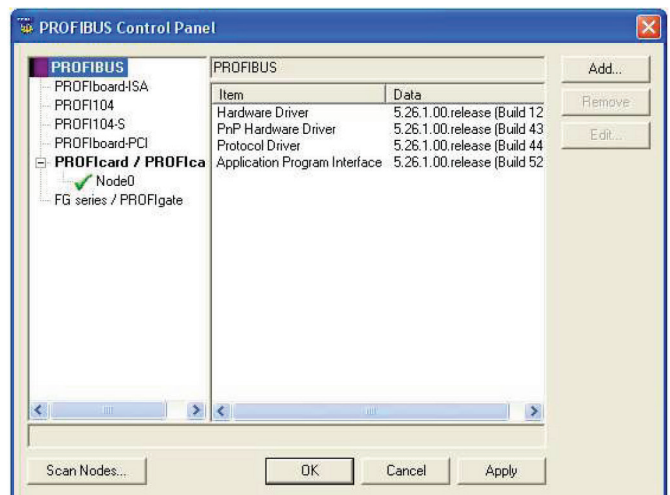 PROFIBUS Control Panel
PROFIBUS
PROFIboard-ISA
PROFI104
PROFI104-S
PROFIboard-PCI
PROFIcard / PROFIca
Node0
FG series / PROFIgate
PROFIBUS
Item Data
Hardware Driver 5.26.1.00.release (Build 12
PnP Hardware Driver 5.26.1.00.release (Build 43
Protocol Driver 5.26.1.00.release (Build 44
Application Program Interface 5.26.1.00.release (Build 52
Add...
Remove
Edit...
Scan Nodes...
OK
Cancel
Apply